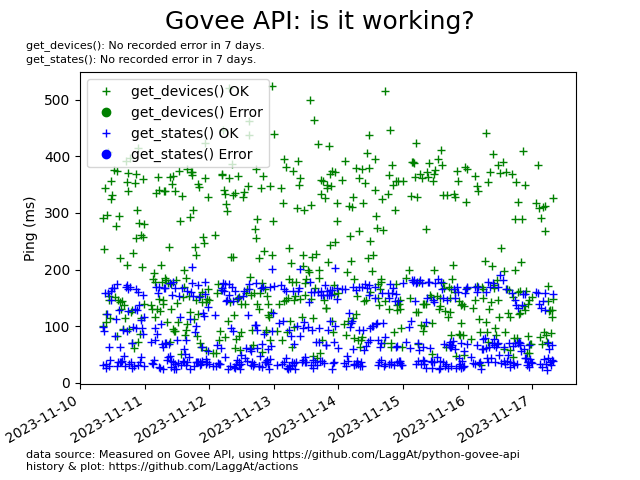 Govee API: is it working?
get_devices(): No recorded error in 7 days.
get_states(): No recorded error in 7 days.
get_devices() OK
get_devices() Error
get_states() OK
get_states() Error
Ping (ms)
500
400
300
200
100
0
2023-11-10
2023-11-11
2023-11-12
2023-11-13
2023-11-14
2023-11-15
2023-11-16
2023-11-17
data source: Measured on Govee API, using https://github.com/LaggAt/python-govee-api
history & plot: https://github.com/LaggAt/actions